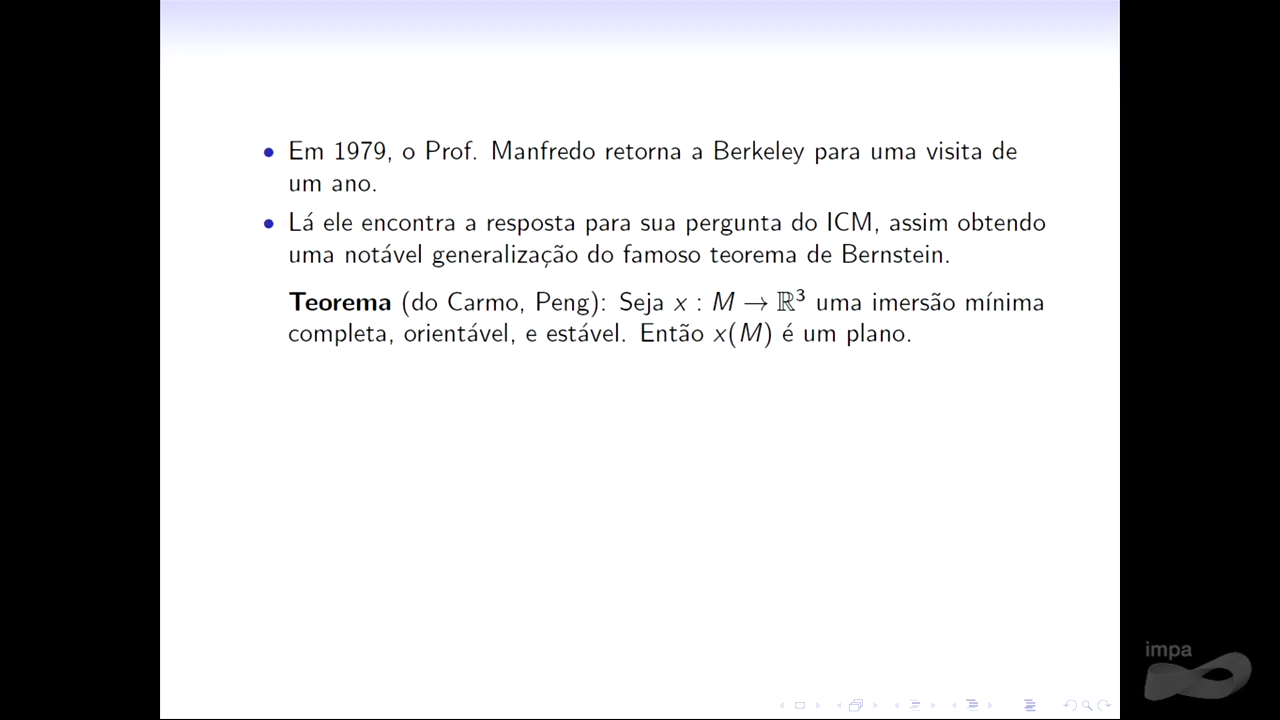 • Em 1979, o Prof. Manfredo retorna a Berkeley para uma visita de
um ano.
• Lá ele encontra a resposta para sua pergunta do ICM, assim obtendo
uma notável generalização do famoso teorema de Bernstein.
Teorema (do Carmo, Peng): Seja x : M → ℝ³ uma imersão mínima
completa, orientável, e estável. Então x(M) é um plano.
impa